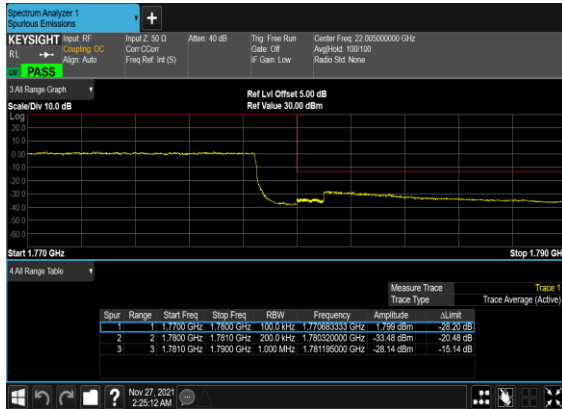 Spectrum Analyzer 1
Spurious Emissions
+
KEYSIGHT Input: RF Input Z: 50 Ω Atten: 40 dB Trig: Free Run Center Freq: 22.005000000 GHz
RL Coupling: DC Corr CCorr Gate: Off Avg|Hold: 100/100
Align: Auto Freq Ref: Int (S) IF Gain: Low Radio Std: None
PASS
3 All Range Graph Ref Lvl Offset 5.00 dB
Scale/Div 10.0 dB Ref Value 30.00 dBm
Log
20.0
10.0
0.00
-10.0
-20.0
-30.0
-40.0
-50.0
-60.0
Start 1.770 GHz Stop 1.790 GH
4 All Range Table
Measure Trace Trace 1
Trace Type Trace Average (Active)
Spur Range Start Freq Stop Freq RBW Frequency Amplitude ΔLimit
1 1 1.7700 GHz 1.7800 GHz 100.0 kHz 1.770683333 GHz 1.799 dBm -28.20 dB
2 2 1.7800 GHz 1.7810 GHz 200.0 kHz 1.780320000 GHz -33.48 dBm -20.48 dB
3 3 1.7810 GHz 1.7900 GHz 1.000 MHz 1.781195000 GHz -28.14 dBm -15.14 dB
? Nov 27, 2021
2:25:12 AM